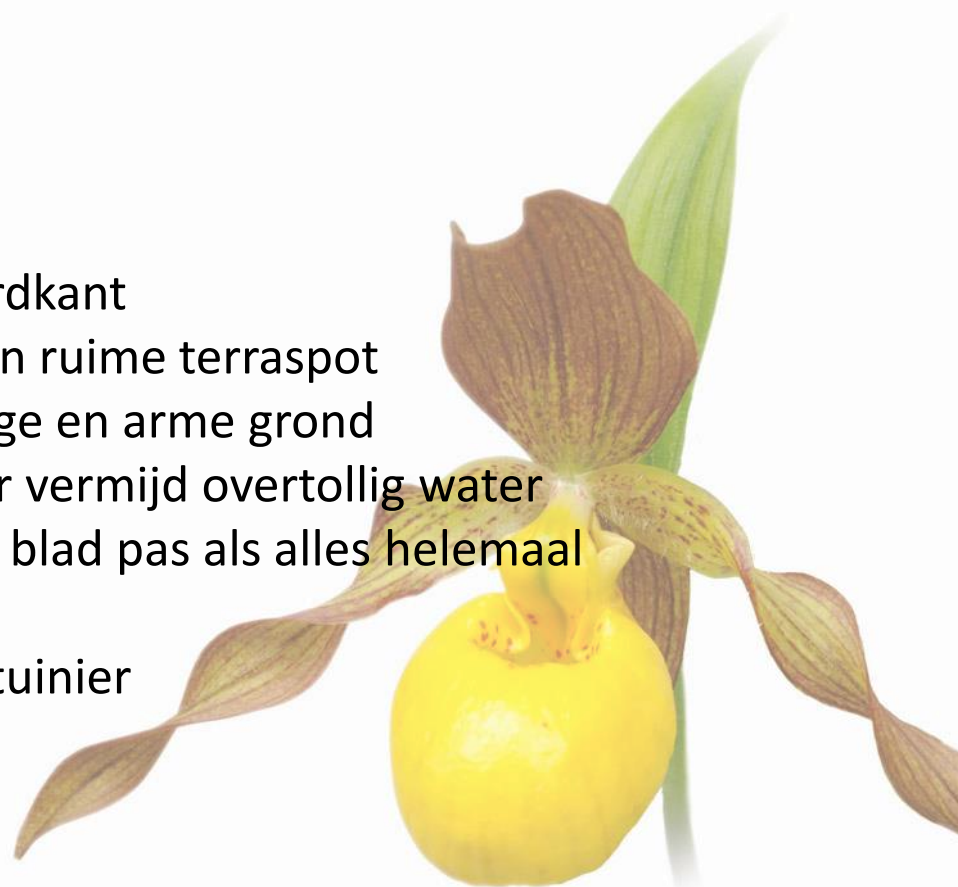 rdkant
n ruime terraspot
ge en arme grond
r vermijd overtollig water
blad pas als alles helemaal
tuinier